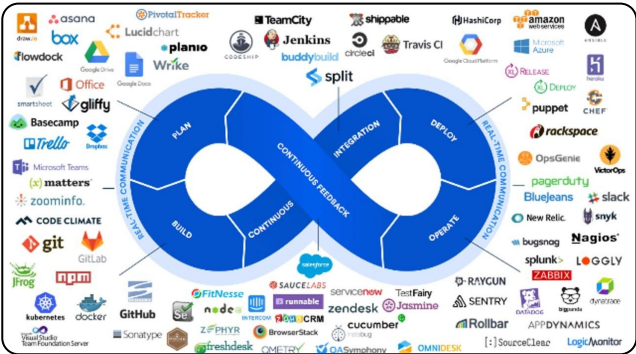 draw.io
asana
PivotalTracker
TeamCity
shippable
HashiCorp
amazon
webservices
ANSIBLE
box
Lucidchart
Jenkins
circleci
Travis CI
Google Cloud Platform
Microsoft
Azure
flowdock
Google Drive
planio
CODESHIP
buddybuild
heroku
Google Docs
Wrike
split
XL RELEASE
smartsheet
Office
gliffy
XL DEPLOY
puppet
CHEF
Basecamp
Trello
Dropbox
rackspace
PLAN
INTEGRATION
DEPLOY
REAL-TIME COMMUNICATION
CONTINUOUS FEEDBACK
REAL-TIME COMMUNICATION
BUILD
CONTINUOUS
OPERATE
Microsoft Teams
(x) matters
zoominfo.
CODE CLIMATE
git
GitLab
OpsGenie
VictorOps
pagerduty
BlueJeans
slack
New Relic.
snyk
bugsnag
Nagios
splunk>
LOGGLY
ZABBIX
salesforce
JFrog
npm
SAUCELABS
servicenow
TestFairy
RAYGUN
DATADOG
bigpanda
dynatrace
kubernetes
docker
GitHub
Se
FitNesse
node
INTERCOM
runnable
CRM
zendesk
Jasmine
SENTRY
Visual Studio
Team Foundation Server
Sonatype
ZEPHYR
BrowserStack
cucumber
Rollbar
APPDYNAMICS
freshdesk
QMETRY
QASymphony
OMNIDESK
[:]SourceClear
LogicMonitor